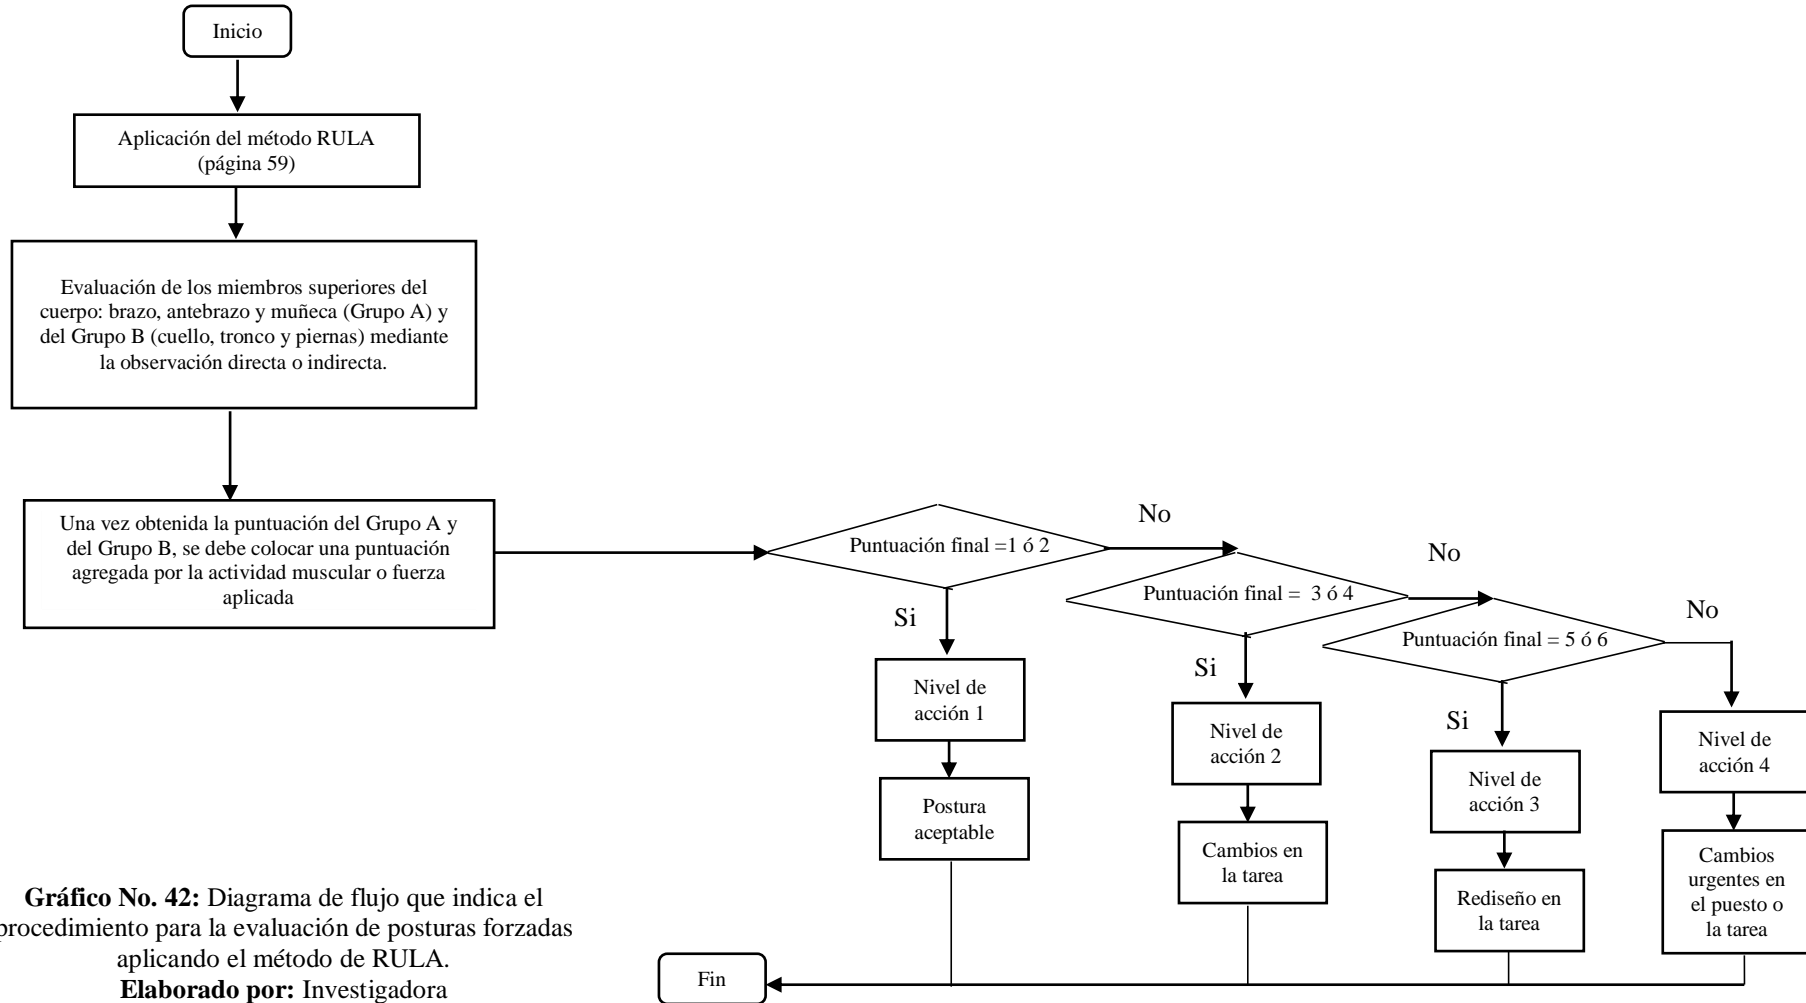 Inicio
Aplicación del método RULA
(página 59)
Evaluación de los miembros superiores del
cuerpo: brazo, antebrazo y muñeca (Grupo A) y
del Grupo B (cuello, tronco y piernas) mediante
la observación directa o indirecta.
Una vez obtenida la puntuación del Grupo A y
del Grupo B, se debe colocar una puntuación
agregada por la actividad muscular o fuerza
aplicada
Puntuación final =1 ó 2
No
Si
Nivel de
acción 1
Postura
aceptable
Puntuación final = 3 ó 4
No
Si
Nivel de
acción 2
Cambios en
la tarea
Puntuación final = 5 ó 6
No
Si
Nivel de
acción 3
Rediseño en
la tarea
Nivel de
acción 4
Cambios
urgentes en
el puesto o
la tarea
Fin
Gráfico No. 42: Diagrama de flujo que indica el
procedimiento para la evaluación de posturas forzadas
aplicando el método de RULA.
Elaborado por: Investigadora